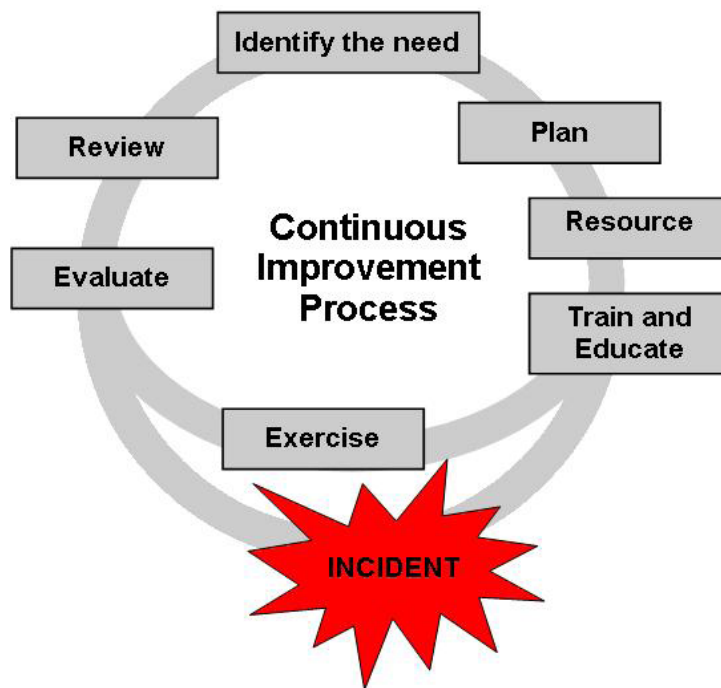 Identify the need
Plan
Review
Resource
Continuous
Improvement
Process
Evaluate
Train and
Educate
Exercise
INCIDENT